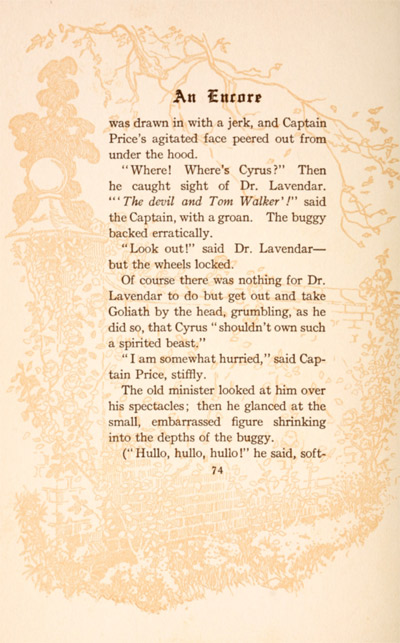 An Encore
was drawn in with a jerk, and Captain
Price's agitated face peered out from
under the hood.
"Where! Where's Cyrus?" Then
he caught sight of Dr. Lavendar.
"'The devil and Tom Walker'!" said
the Captain, with a groan. The buggy
backed erratically.
"Look out!" said Dr. Lavendar—
but the wheels locked.
Of course there was nothing for Dr.
Lavendar to do but get out and take
Goliath by the head, grumbling, as he
did so, that Cyrus "shouldn't own such
a spirited beast."
"I am somewhat hurried," said Cap-
tain Price, stiffly.
The old minister looked at him over
his spectacles; then he glanced at the
small, embarrassed figure shrinking
into the depths of the buggy.
("Hullo, hullo, hullo!" he said, soft-
74